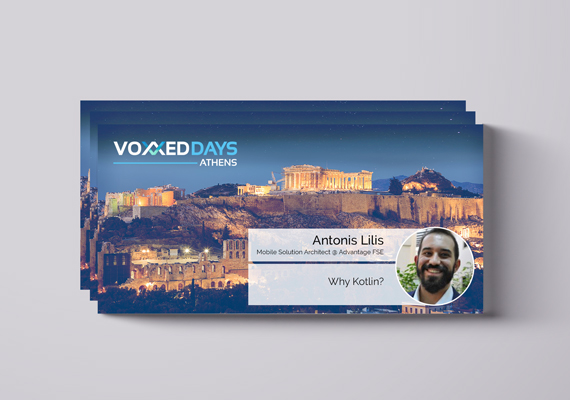 VOXXED DAYS
ATHENS
Antonis Lilis
Mobile Solution Architect @ Advantage FSE
Why Kotlin?